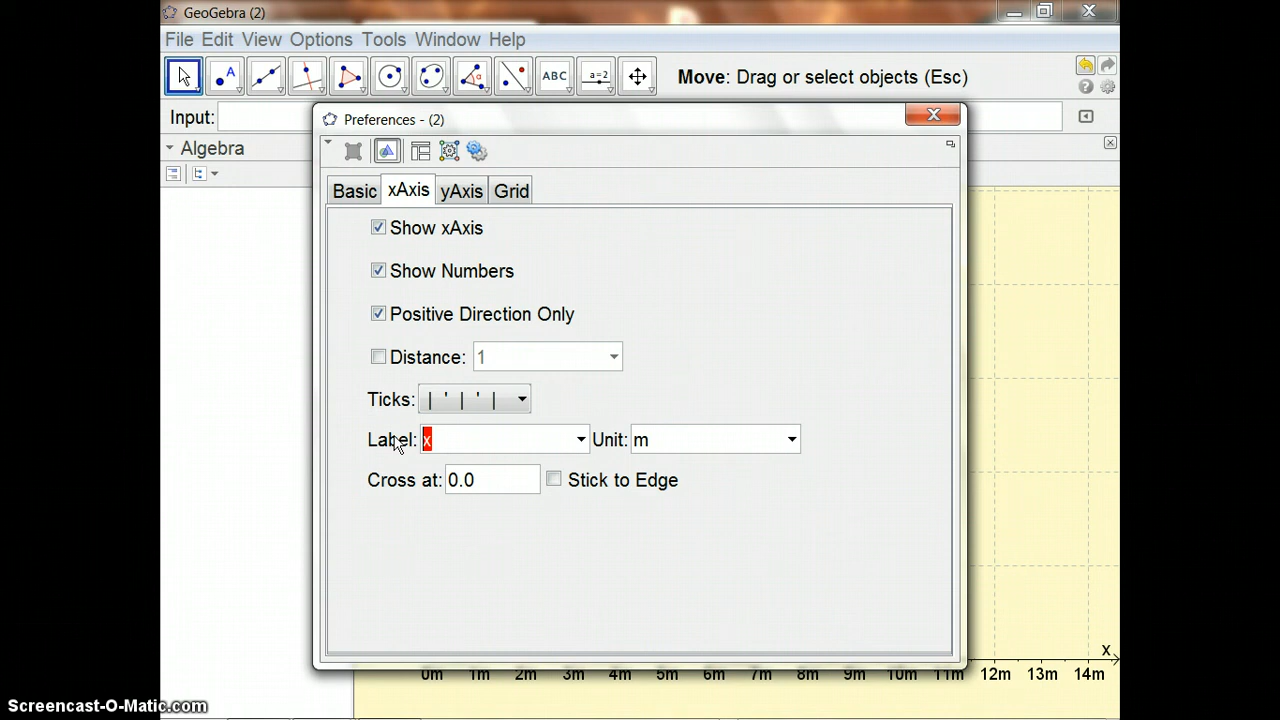 GeoGebra (2)
File Edit View Options Tools Window Help
A
α
ABC
a=2
Move: Drag or select objects (Esc)
Input:
Preferences - (2)
Algebra
Basic xAxis yAxis Grid
Show xAxis
Show Numbers
Positive Direction Only
Distance: 1
Ticks: | ' | ' |
Label: x Unit: m
Cross at: 0.0 Stick to Edge
x
0m 1m 2m 3m 4m 5m 6m 7m 8m 9m 10m 11m 12m 13m 14m
Screencast-O-Matic.com